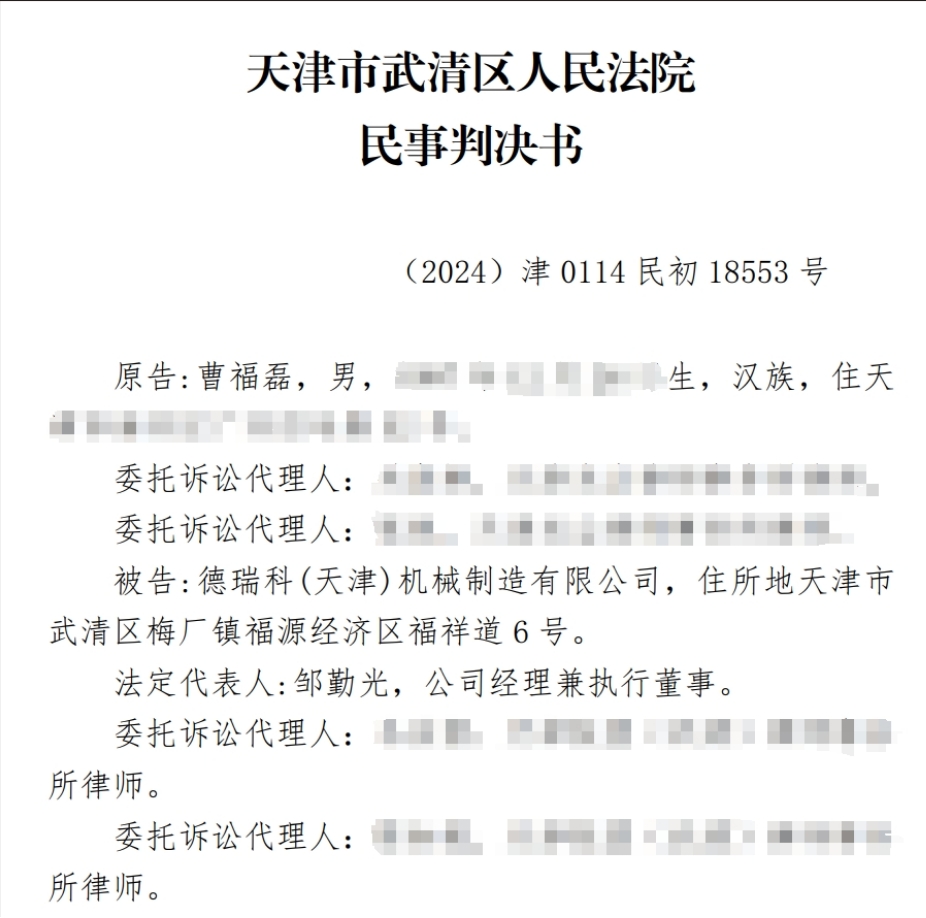 天津市武清区人民法院
民事判决书
（2024）津 0114 民初 18553 号
原告:曹福磊，男，生，汉族，住天
委托诉讼代理人：
委托诉讼代理人：
被告:德瑞科(天津)机械制造有限公司，住所地天津市
武清区梅厂镇福源经济区福祥道 6 号。
法定代表人:邹勤光，公司经理兼执行董事。
委托诉讼代理人：
所律师。
委托诉讼代理人：
所律师。